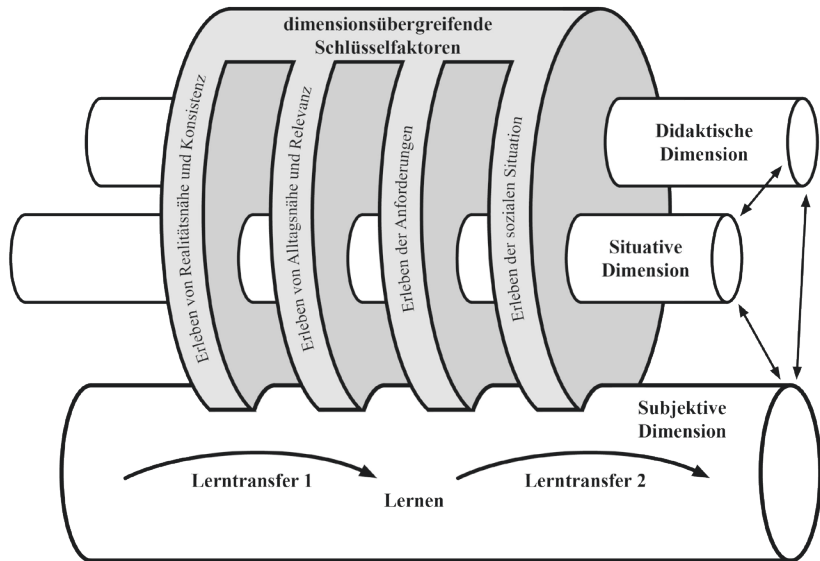 dimensionsübergreifende
Schlüsselfaktoren
Erleben von Realitätsnähe und Konsistenz
Erleben von Alltagsnähe und Relevanz
Erleben der Anforderungen
Erleben der sozialen Situation
Didaktische
Dimension
Situative
Dimension
Subjektive
Dimension
Lerntransfer 1
Lernen
Lerntransfer 2